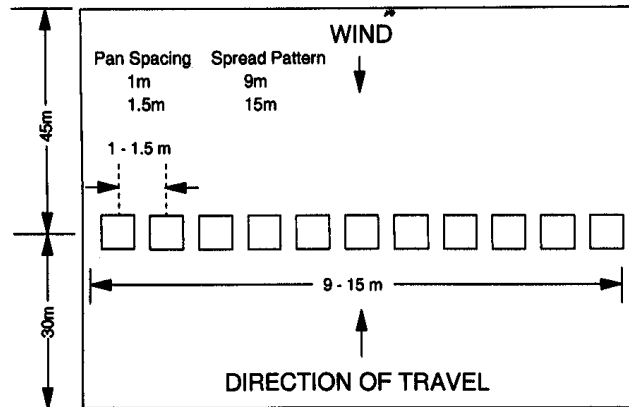 WIND
Pan Spacing Spread Pattern
1m 9m
1.5m 15m
45m
1 - 1.5 m
9 - 15 m
30m
DIRECTION OF TRAVEL